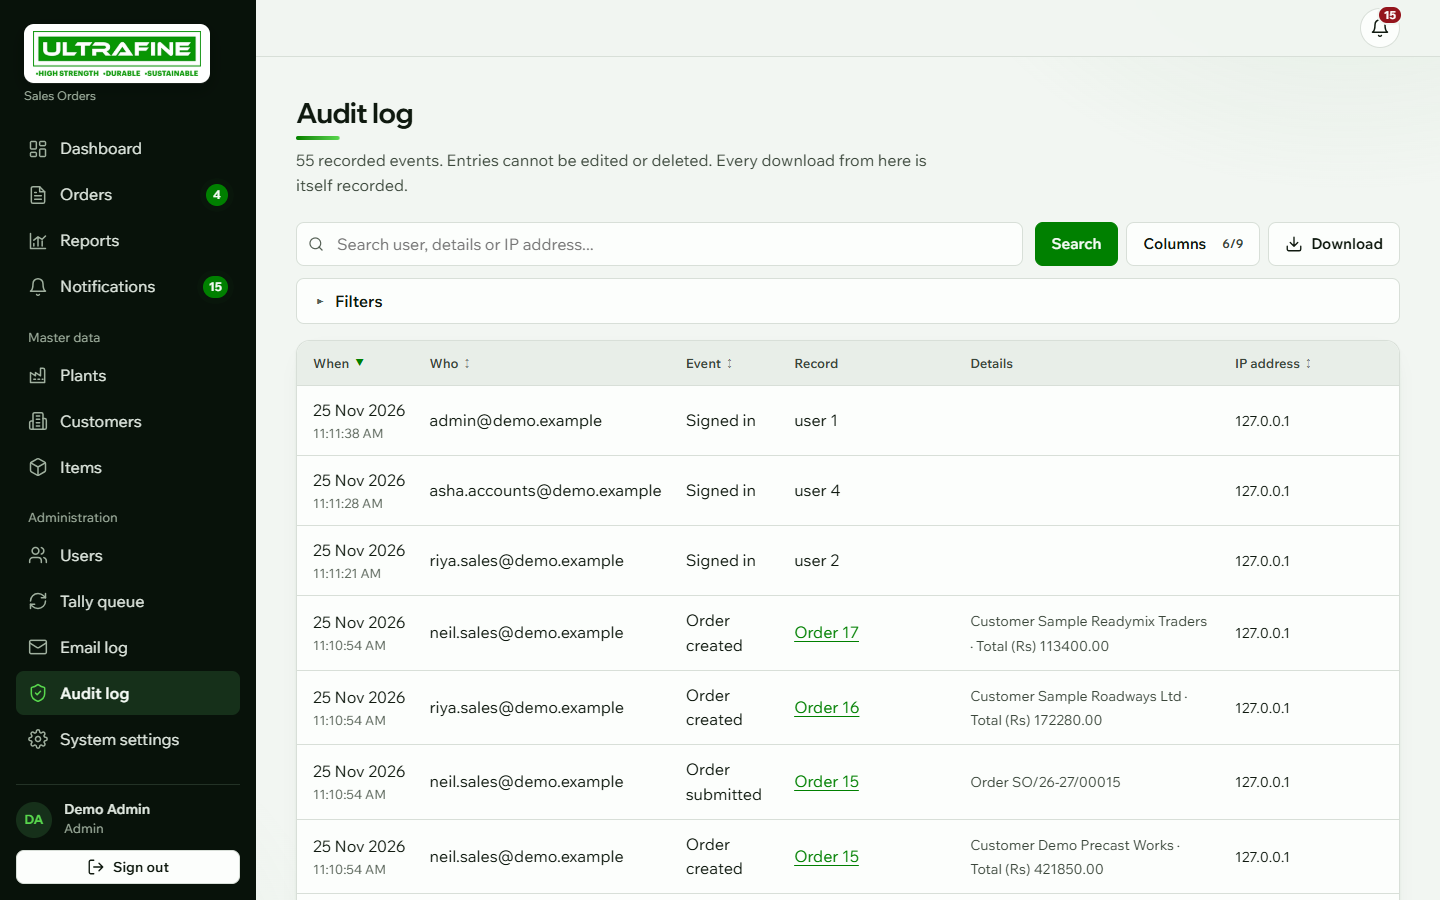 ULTRAFINE
•HIGH STRENGTH •DURABLE •SUSTAINABLE
Sales Orders
Dashboard
Orders 4
Reports
Notifications 15
Master data
Plants
Customers
Items
Administration
Users
Tally queue
Email log
Audit log
System settings
DA
Demo Admin
Admin
Sign out
15
Audit log
55 recorded events. Entries cannot be edited or deleted. Every download from here is
itself recorded.
Search user, details or IP address...
Search
Columns 6/9
Download
Filters
When Who Event Record Details IP address
25 Nov 2026
11:11:38 AM
admin@demo.example
Signed in
user 1
127.0.0.1
25 Nov 2026
11:11:28 AM
asha.accounts@demo.example
Signed in
user 4
127.0.0.1
25 Nov 2026
11:11:21 AM
riya.sales@demo.example
Signed in
user 2
127.0.0.1
25 Nov 2026
11:10:54 AM
neil.sales@demo.example
Order
created
Order 17
Customer Sample Readymix Traders
· Total (Rs) 113400.00
127.0.0.1
25 Nov 2026
11:10:54 AM
riya.sales@demo.example
Order
created
Order 16
Customer Sample Roadways Ltd ·
Total (Rs) 172280.00
127.0.0.1
25 Nov 2026
11:10:54 AM
neil.sales@demo.example
Order
submitted
Order 15
Order SO/26-27/00015
127.0.0.1
25 Nov 2026
11:10:54 AM
neil.sales@demo.example
Order
created
Order 15
Customer Demo Precast Works ·
Total (Rs) 421850.00
127.0.0.1